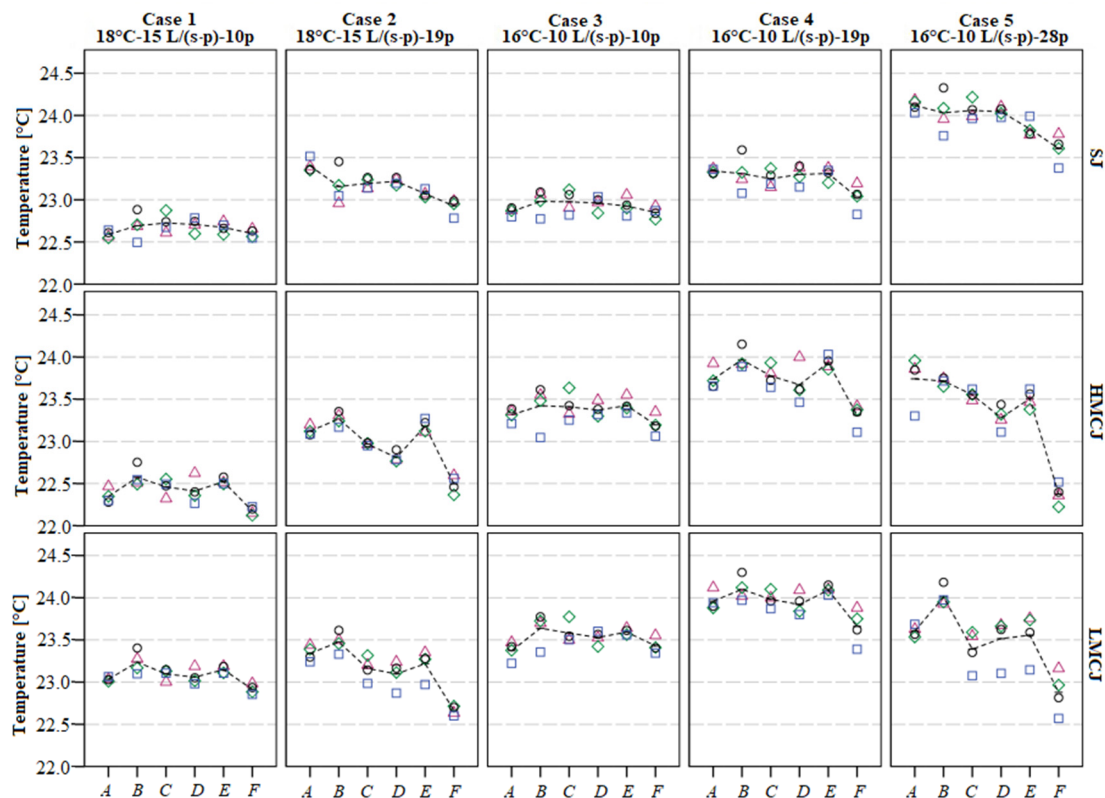 Case 1 Case 2 Case 3 Case 4 Case 5
18°C-15 L/(s-p)-10p 18°C-15 L/(s-p)-19p 16°C-10 L/(s-p)-10p 16°C-10 L/(s-p)-19p 16°C-10 L/(s-p)-28p
24.5
24.0
23.5
23.0
22.5
22.0
Temperature [°C]
SJ
24.5
24.0
23.5
23.0
22.5
22.0
Temperature [°C]
HMCJ
24.5
24.0
23.5
23.0
22.5
22.0
Temperature [°C]
LMCJ
A B C D E F A B C D E F A B C D E F A B C D E F A B C D E F